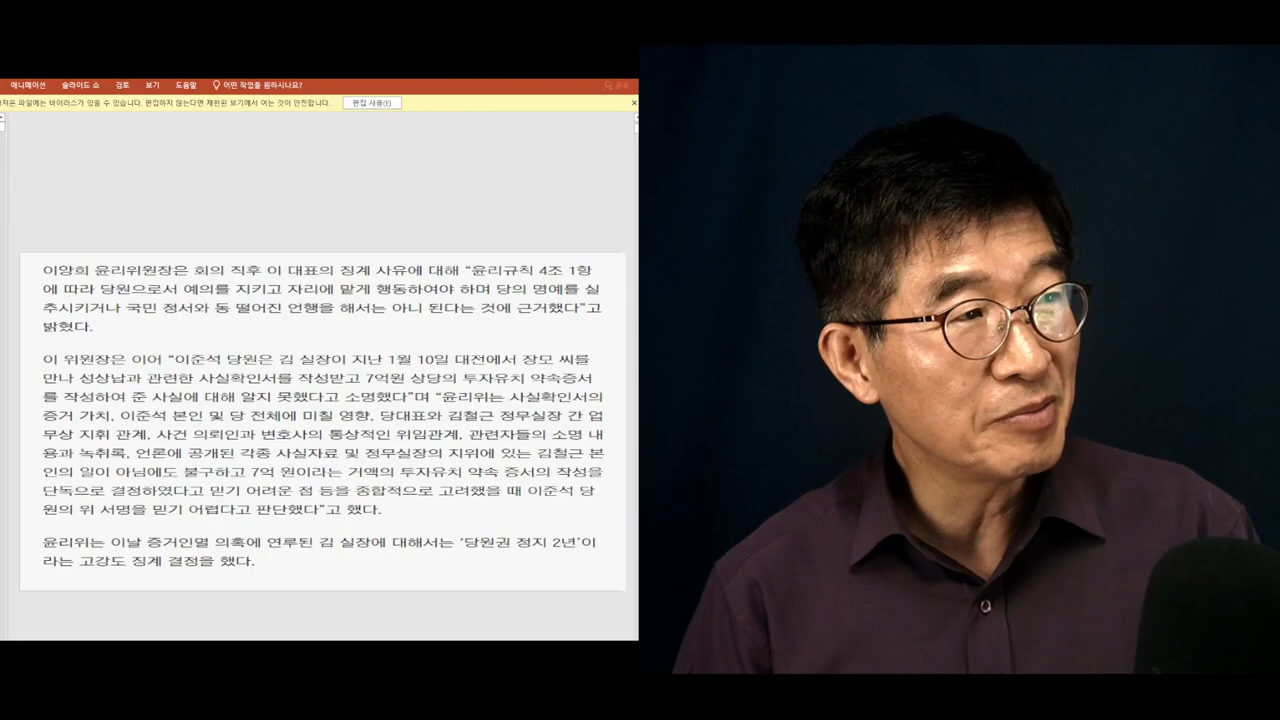 애니메이션 슬라이드 쇼 검토 보기 도움말 어떤 작업을 원하시나요? 공유
파일에는 바이러스가 있을 수 있습니다. 편집하지 않는다면 제한된 보기에서 여는 것이 안전합니다. 편집 사용(E)
이양희 윤리위원장은 회의 직후 이 대표의 징계 사유에 대해 “윤리규칙 4조 1항
에 따라 당원으로서 예의를 지키고 자리에 맡게 행동하여야 하며 당의 명예를 실
추시키거나 국민 정서와 동 떨어진 언행을 해서는 아니 된다는 것에 근거했다”고
밝혔다.
이 위원장은 이어 “이준석 당원은 김 실장이 지난 1월 10일 대전에서 장모 씨를
만나 성상납과 관련한 사실확인서를 작성받고 7억원 상당의 투자유치 약속증서
를 작성하여 준 사실에 대해 알지 못했다고 소명했다”며 “윤리위는 사실확인서의
증거 가치, 이준석 본인 및 당 전체에 미칠 영향, 당대표와 김철근 정무실장 간 업
무상 지휘 관계, 사건 의뢰인과 변호사의 통상적인 위임관계, 관련자들의 소명 내
용과 녹취록, 언론에 공개된 각종 사실자료 및 정무실장의 지위에 있는 김철근 본
인의 일이 아님에도 불구하고 7억 원이라는 거액의 투자유치 약속 증서의 작성을
단독으로 결정하였다고 믿기 어려운 점 등을 종합적으로 고려했을 때 이준석 당
원의 위 서명을 믿기 어렵다고 판단했다”고 했다.
윤리위는 이날 증거인멸 의혹에 연루된 김 실장에 대해서는 ‘당원권 정지 2년’이
라는 고강도 징계 결정을 했다.